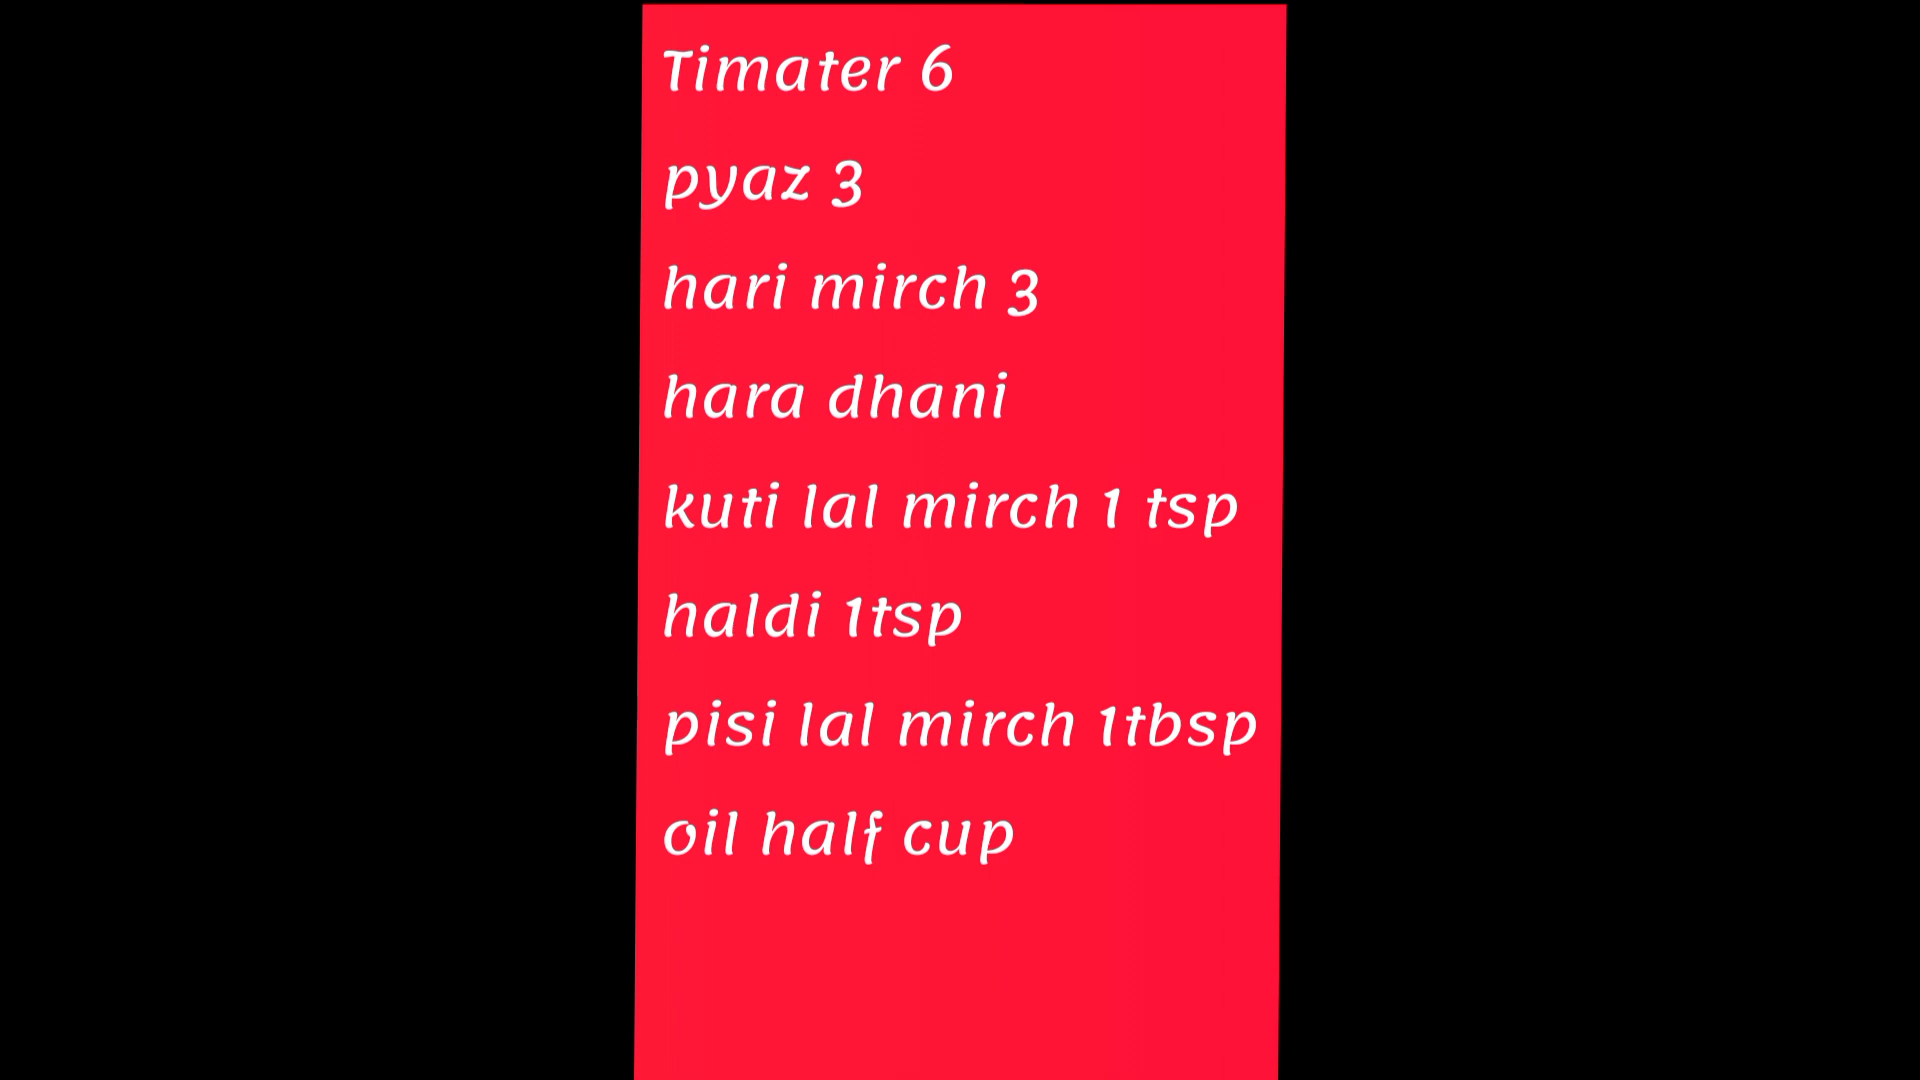 Timater 6
pyaz 3
hari mirch 3
hara dhani
kuti lal mirch 1 tsp
haldi 1tsp
pisi lal mirch 1tbsp
oil half cup